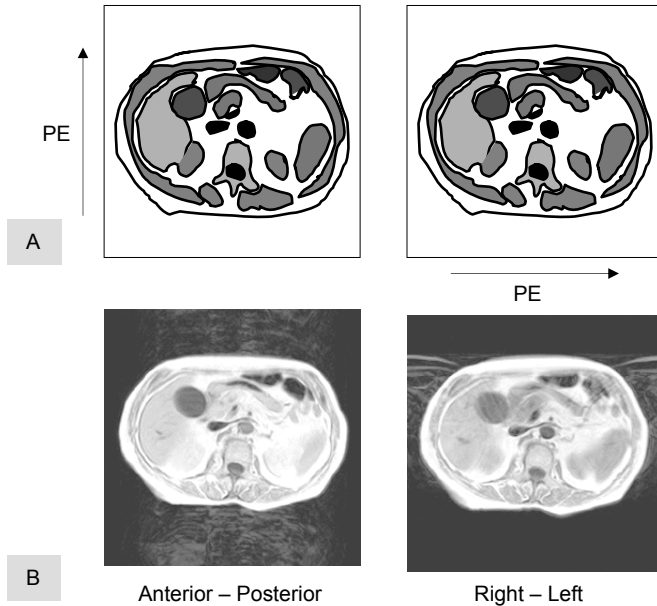 PE
A
PE
B
Anterior – Posterior
Right – Left